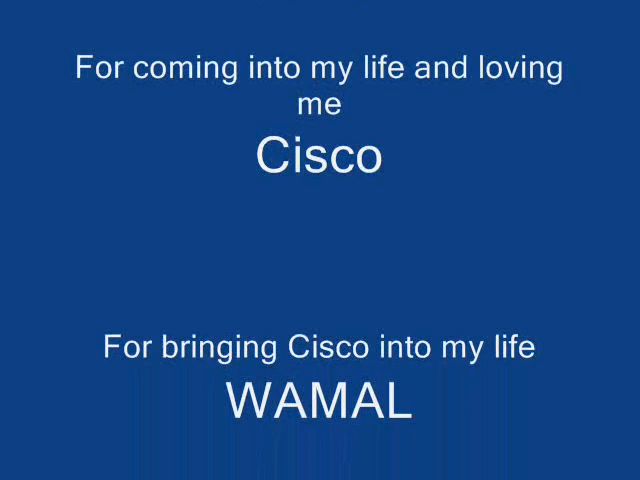 For coming into my life and loving
me
Cisco
For bringing Cisco into my life
WAMAL